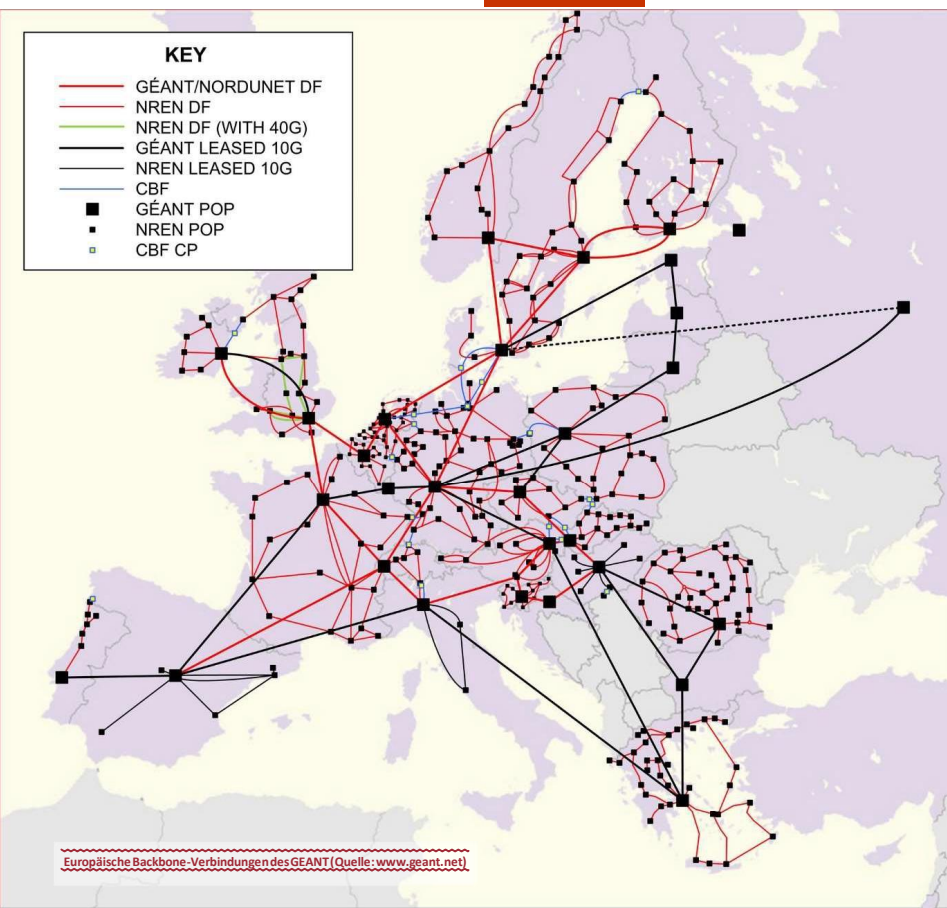 KEY
GÉANT/NORDUNET DF
NREN DF
NREN DF (WITH 40G)
GÉANT LEASED 10G
NREN LEASED 10G
CBF
GÉANT POP
NREN POP
CBF CP
Europäische Backbone-Verbindungen des GEANT (Quelle: www.geant.net)